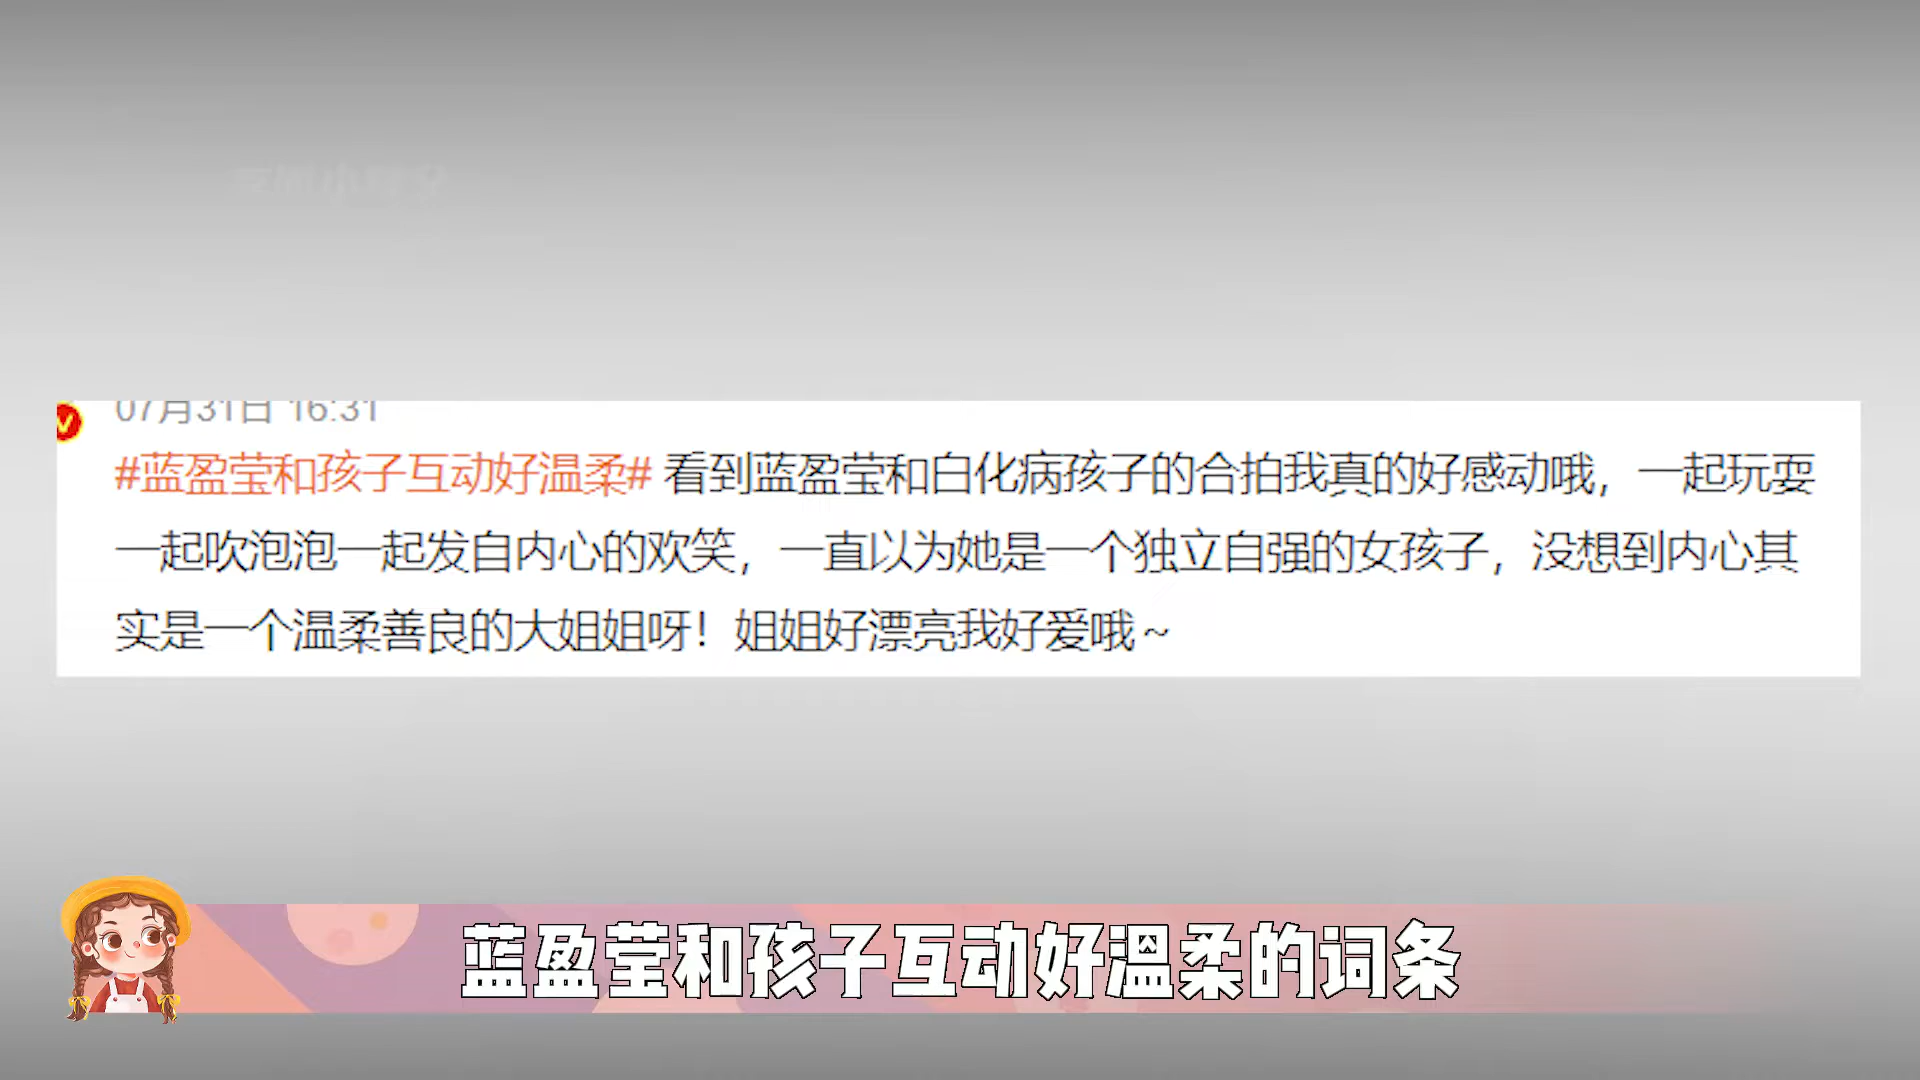 07月31日 16:31
#蓝盈莹和孩子互动好温柔# 看到蓝盈莹和白化病孩子的合拍我真的好感动哦，一起玩耍
一起吹泡泡一起发自内心的欢笑，一直以为她是一个独立自强的女孩子，没想到内心其
实是一个温柔善良的大姐姐呀！姐姐好漂亮我好爱哦～
蓝盈莹和孩子互动好温柔的词条